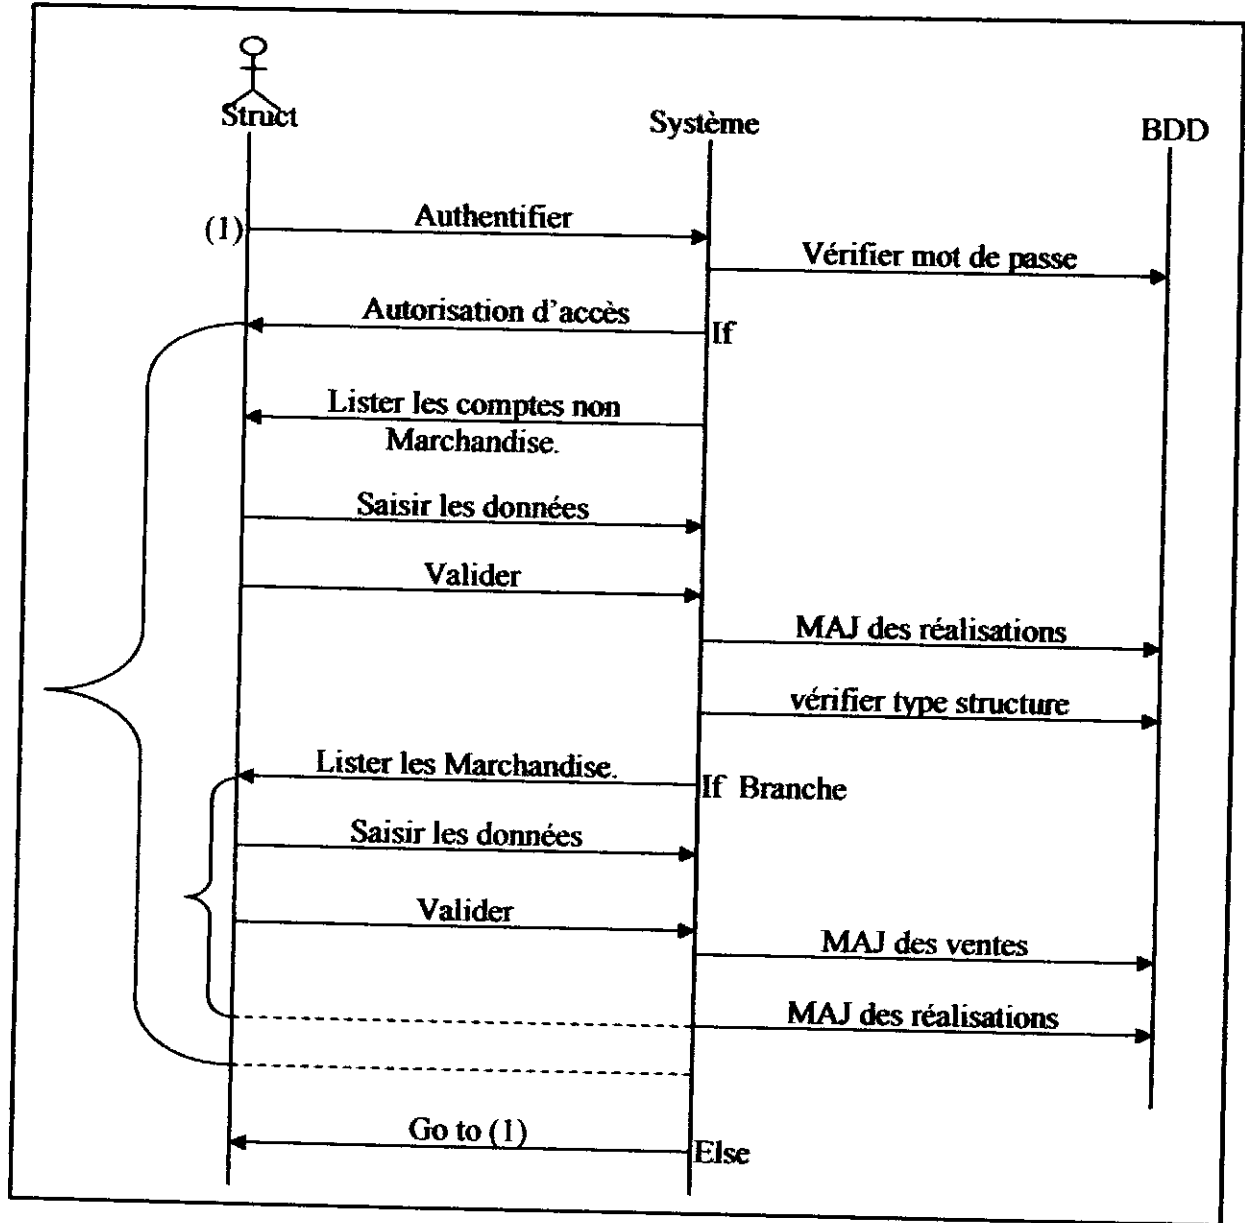 Struct
Système
BDD
(1)
Authentifier
Vérifier mot de passe
Autorisation d'accès
If
Lister les comptes non
Marchandise.
Saisir les données
Valider
MAJ des réalisations
vérifier type structure
Lister les Marchandise.
If Branche
Saisir les données
Valider
MAJ des ventes
MAJ des réalisations
Go to (1)
Else